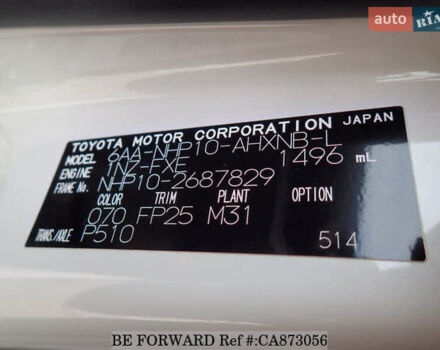 auto RIA
TOYOTA MOTOR CORPORATION JAPAN
MODEL 6AA-NHP10-AHXNB-L
ENGINE 1NZ-FXE 1496 mL
FRAME No. NHP10-2687829
COLOR TRIM PLANT OPTION
070 FP25 M31
TRANS./AXLE P510 514
BE FORWARD Ref #:CA873056